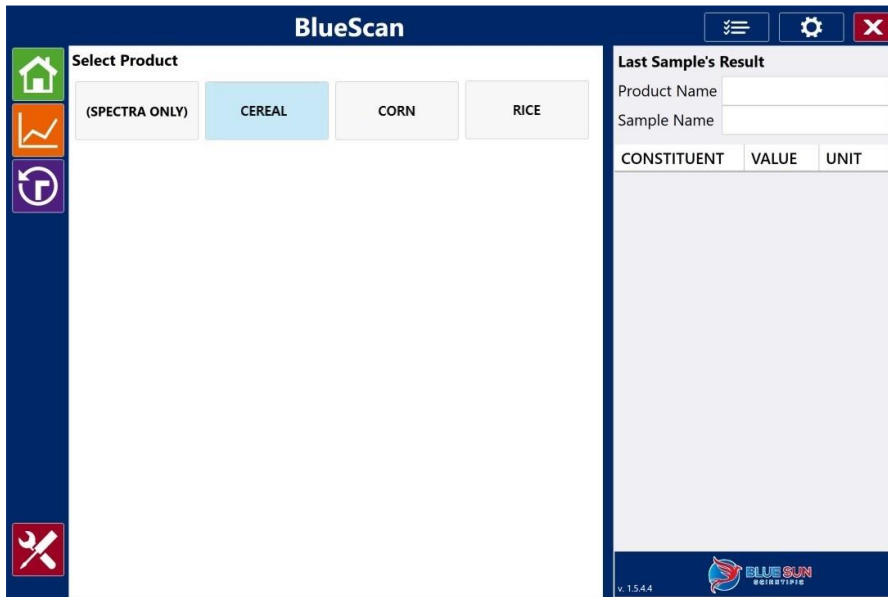 BlueScan
Select Product
(SPECTRA ONLY)
CEREAL
CORN
RICE
Last Sample's Result
Product Name
Sample Name
CONSTITUENT VALUE UNIT
v. 1.5.4.4
BLUE SUN
SCIENTIFIC